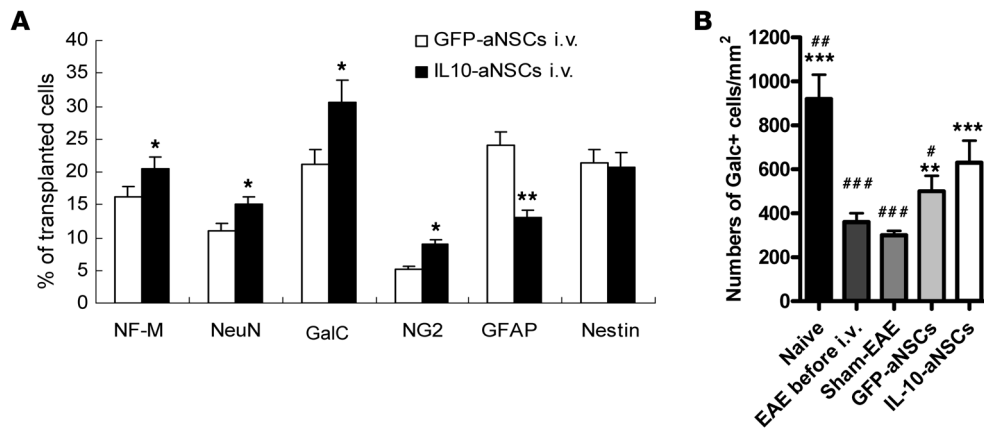 A
% of transplanted cells
40
35
30
25
20
15
10
5
0
GFP-aNSCs i.v.
IL10-aNSCs i.v.
*
*
*
*
**
NF-M
NeuN
GalC
NG2
GFAP
Nestin
B
Numbers of Galc+ cells/mm²
1200
1000
800
600
400
200
0
##
***
###
###
#
**
***
Naive
EAE before i.v.
Sham-EAE
GFP-aNSCs
IL-10-aNSCs